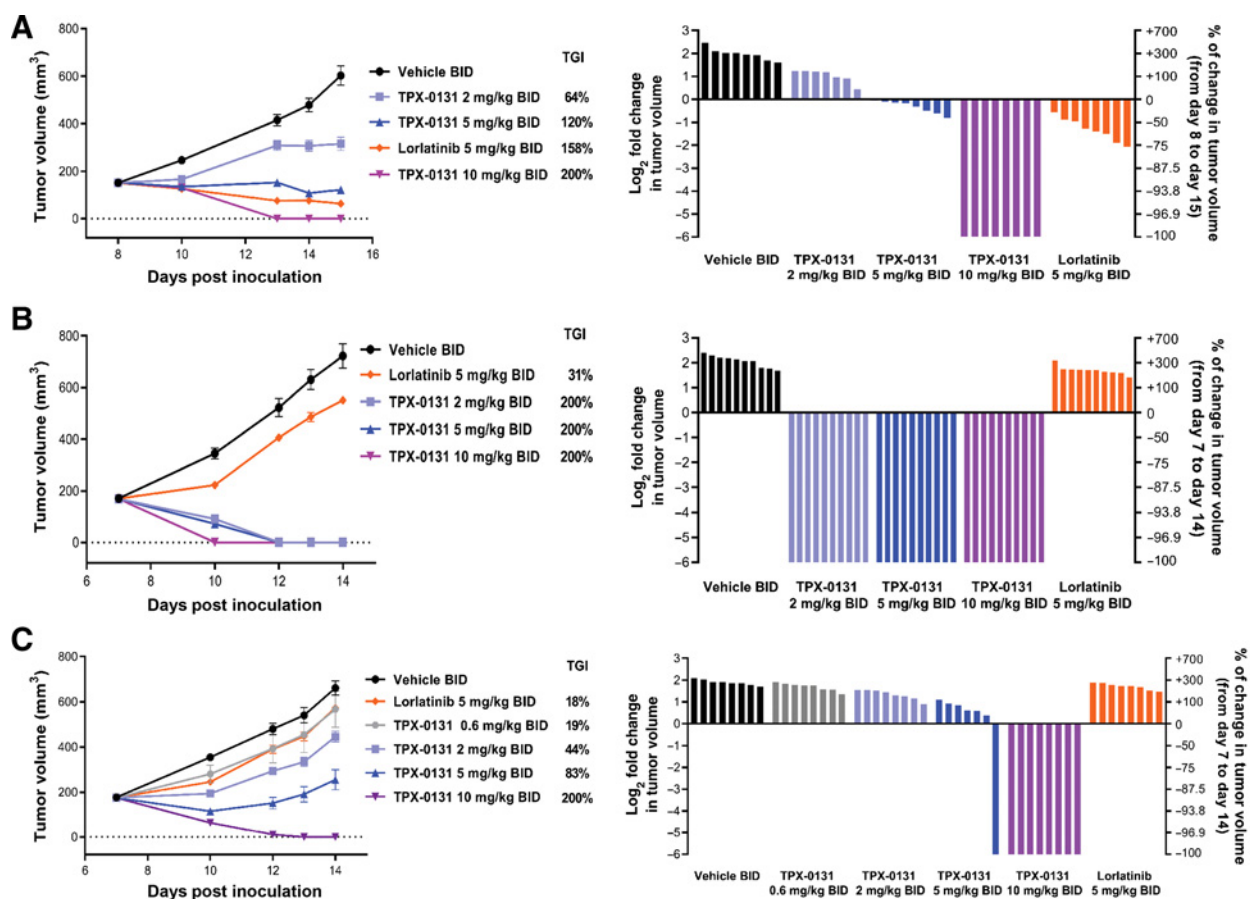 A
Tumor volume (mm³)
800
600
400
200
0
8
10
12
14
16
Days post inoculation
TGI
Vehicle BID
TPX-0131 2 mg/kg BID 64%
TPX-0131 5 mg/kg BID 120%
Lorlatinib 5 mg/kg BID 158%
TPX-0131 10 mg/kg BID 200%
Log₂ fold change
in tumor volume
3
2
1
0
−1
−2
−3
−4
−5
−6
Vehicle BID
TPX-0131
2 mg/kg BID
TPX-0131
5 mg/kg BID
TPX-0131
10 mg/kg BID
Lorlatinib
5 mg/kg BID
+700
+300
+100
0
−50
−75
−93.8
−96.9
−100
% of change in tumor volume
(from day 8 to day 15)
B
Tumor volume (mm³)
800
600
400
200
0
6
8
10
12
14
Days post inoculation
TGI
Vehicle BID
Lorlatinib 5 mg/kg BID 31%
TPX-0131 2 mg/kg BID 200%
TPX-0131 5 mg/kg BID 200%
TPX-0131 10 mg/kg BID 200%
Log₂ fold change
in tumor volume
3
2
1
0
−1
−2
−3
−4
−5
−6
Vehicle BID
TPX-0131
2 mg/kg BID
TPX-0131
5 mg/kg BID
TPX-0131
10 mg/kg BID
Lorlatinib
5 mg/kg BID
+700
+300
+100
0
−50
−75
−87.5
−93.8
−96.9
−100
% of change in tumor volume
(from day 7 to day 14)
C
Tumor volume (mm³)
800
600
400
200
0
6
8
10
12
14
Days post inoculation
TGI
Vehicle BID
Lorlatinib 5 mg/kg BID 18%
TPX-0131 0.6 mg/kg BID 19%
TPX-0131 2 mg/kg BID 44%
TPX-0131 5 mg/kg BID 83%
TPX-0131 10 mg/kg BID 200%
Log₂ fold change
in tumor volume
3
2
1
0
−1
−2
−3
−4
−5
−6
Vehicle BID
TPX-0131
0.6 mg/kg BID
TPX-0131
2 mg/kg BID
TPX-0131
5 mg/kg BID
TPX-0131
10 mg/kg BID
Lorlatinib
5 mg/kg BID
+700
+300
+100
0
−50
−75
−87.5
−93.8
−96.9
−100
% of change in tumor volume
(from day 7 to day 14)